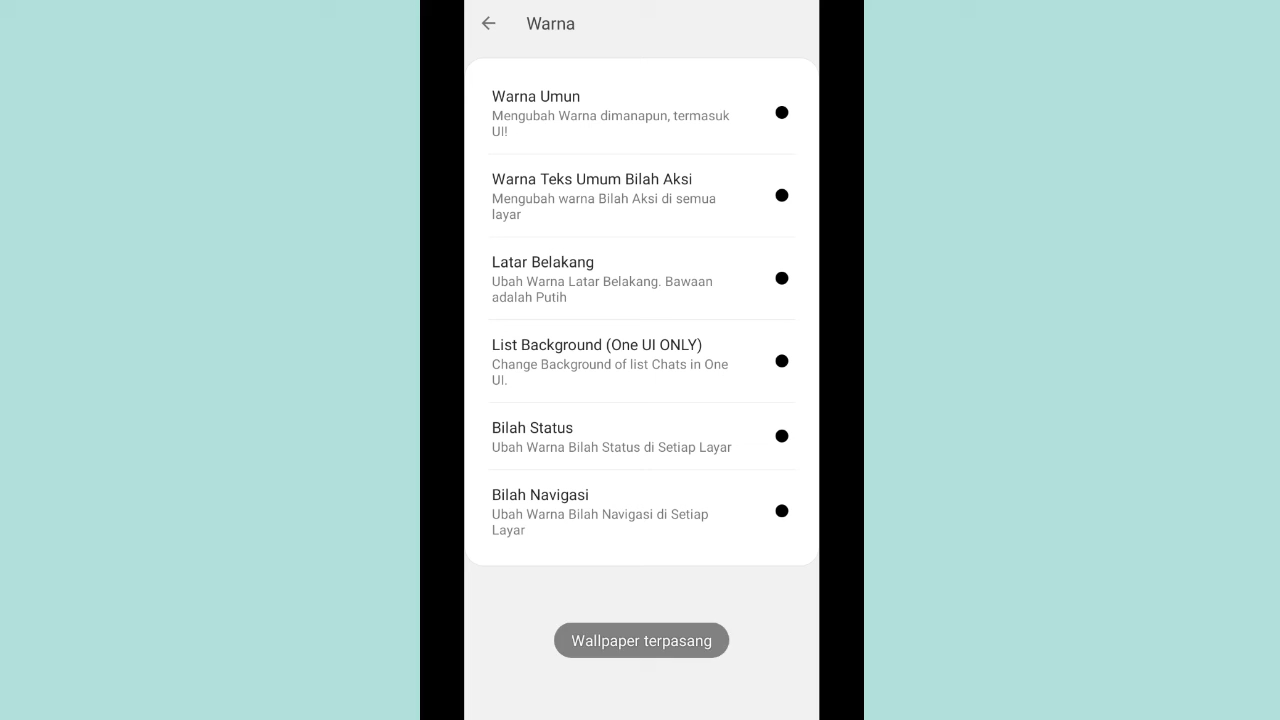 Warna
Warna Umun
Mengubah Warna dimanapun, termasuk
UI!
Warna Teks Umum Bilah Aksi
Mengubah warna Bilah Aksi di semua
layar
Latar Belakang
Ubah Warna Latar Belakang. Bawaan
adalah Putih
List Background (One UI ONLY)
Change Background of list Chats in One
UI.
Bilah Status
Ubah Warna Bilah Status di Setiap Layar
Bilah Navigasi
Ubah Warna Bilah Navigasi di Setiap
Layar
Wallpaper terpasang